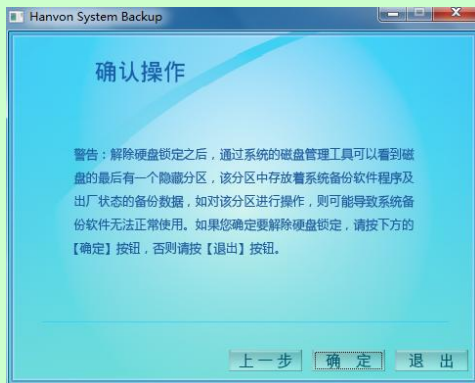 Hanvon System Backup
确认操作
警告：解除硬盘锁定之后，通过系统的磁盘管理工具可以看到磁
盘的最后有一个隐藏分区，该分区中存放着系统备份软件程序及
出厂状态的备份数据，如对该分区进行操作，则可能导致系统备
份软件无法正常使用。如果您确定要解除硬盘锁定，请按下方的
【确定】按钮，否则请按【退出】按钮。
上一步 确 定 退 出